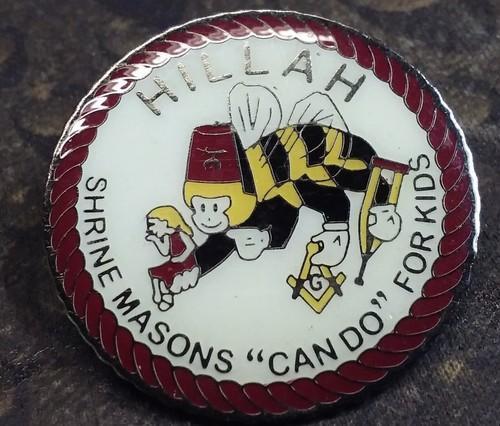 HILLAH
SHRINE MASONS "CAN DO" FOR KIDS
G